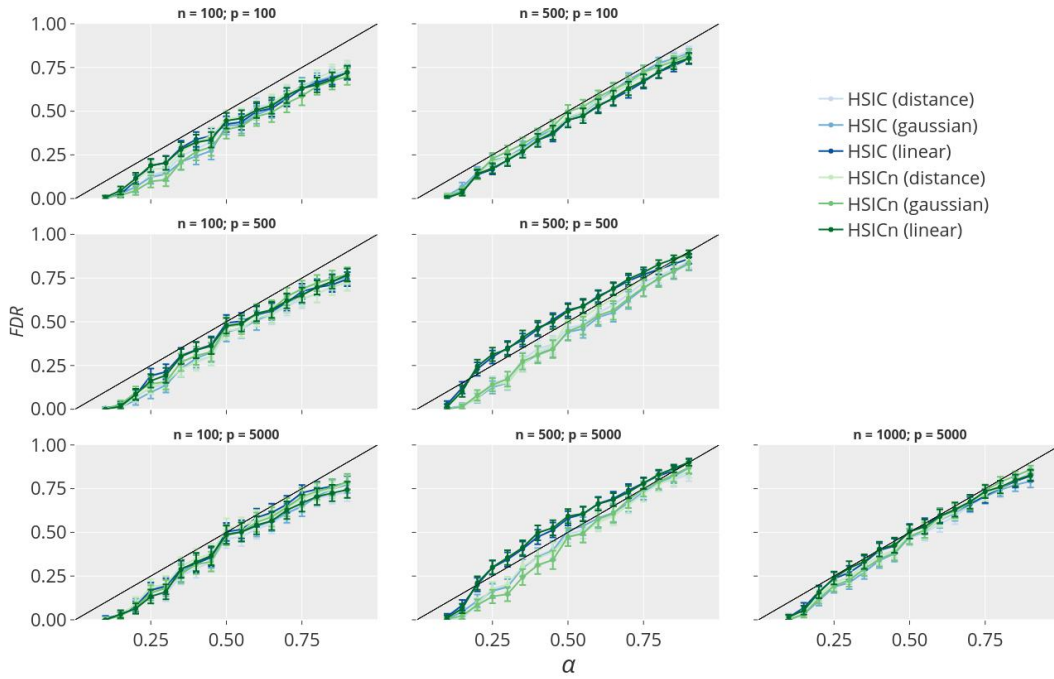 n = 100; p = 100
n = 500; p = 100
1.00
0.75
0.50
0.25
0.00
HSIC (distance)
HSIC (gaussian)
HSIC (linear)
HSICn (distance)
HSICn (gaussian)
HSICn (linear)
n = 100; p = 500
n = 500; p = 500
1.00
0.75
0.50
0.25
0.00
FDR
n = 100; p = 5000
n = 500; p = 5000
n = 1000; p = 5000
1.00
0.75
0.50
0.25
0.00
0.25 0.50 0.75
0.25 0.50 0.75
0.25 0.50 0.75
α